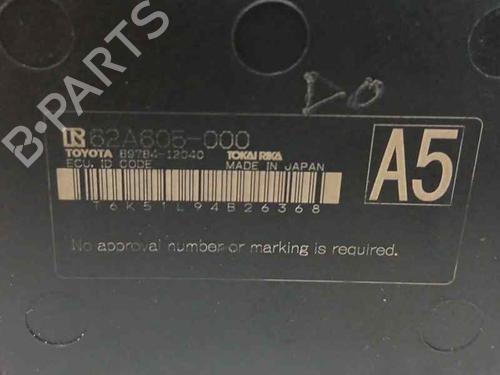 B-PARTS
DO
R 62A605-000
TOYOTA 89784-12040 TOKAI RIKA
ECU. ID CODE MADE IN JAPAN
A5
T6K51L94B26368
No approval number or marking is required.